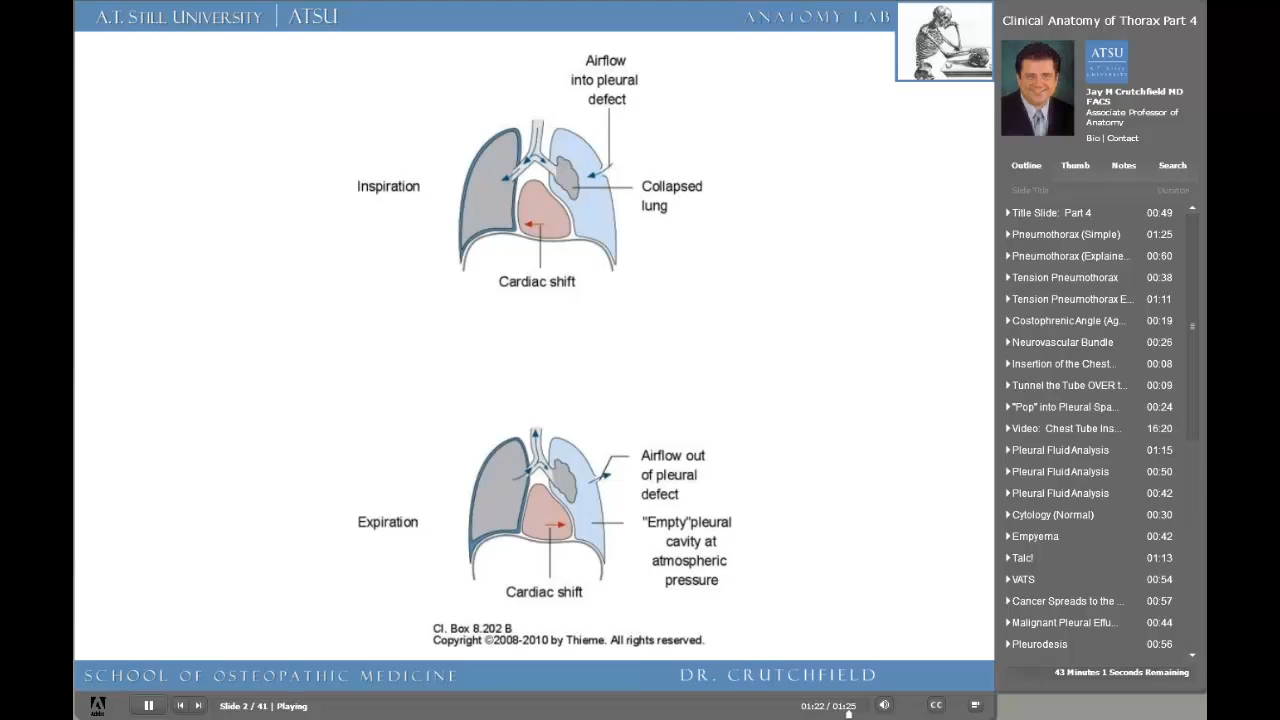 A.T. STILL UNIVERSITY | ATSU
ANATOMY LAB
Airflow
into pleural
defect
Inspiration
Collapsed
lung
Cardiac shift
Airflow out
of pleural
defect
Expiration
"Empty"pleural
cavity at
atmospheric
pressure
Cardiac shift
Cl. Box 8.202 B
Copyright ©2008-2010 by Thieme. All rights reserved.
SCHOOL OF OSTEOPATHIC MEDICINE
DR. CRUTCHFIELD
Clinical Anatomy of Thorax Part 4
ATSU
Jay M Crutchfield MD
FACS
Associate Professor of
Anatomy
Bio | Contact
Outline Thumb Notes Search
Slide Title Duration
Title Slide: Part 4 00:49
Pneumothorax (Simple) 01:25
Pneumothorax (Explaine... 00:60
Tension Pneumothorax 00:38
Tension Pneumothorax E... 01:11
Costophrenic Angle (Ag... 00:19
Neurovascular Bundle 00:26
Insertion of the Chest... 00:08
Tunnel the Tube OVER t... 00:09
"Pop" into Pleural Spa... 00:24
Video: Chest Tube Ins... 16:20
Pleural Fluid Analysis 01:15
Pleural Fluid Analysis 00:50
Pleural Fluid Analysis 00:42
Cytology (Normal) 00:30
Empyema 00:42
Talc! 01:13
VATS 00:54
Cancer Spreads to the ... 00:57
Malignant Pleural Effu... 00:44
Pleurodesis 00:56
43 Minutes 1 Seconds Remaining
Adobe
Slide 2 / 41 | Playing
01:22 / 01:25
CC